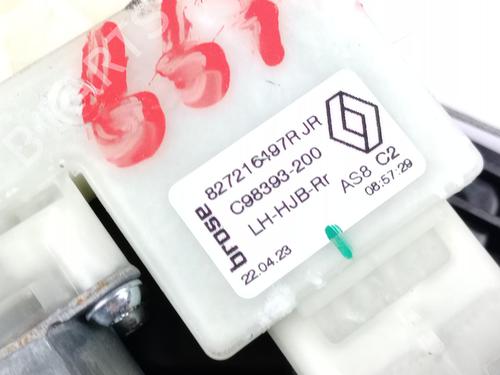 827216497R JR
C98393-200
LH-HJB-Rr
AS8 C2
brose
22.04.23
08:57:29